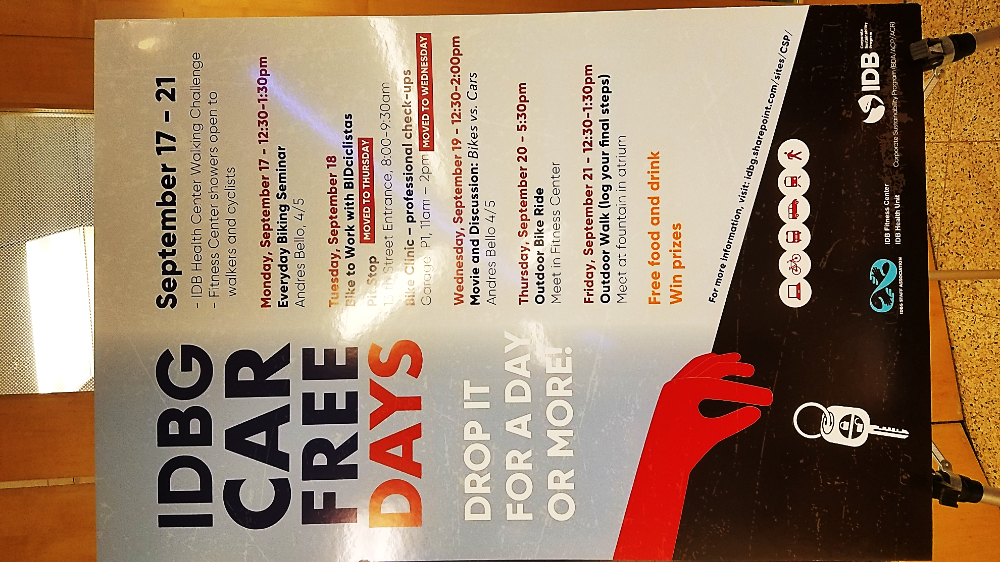 IDBG
CAR
FREE
DAYS
DROP IT
FOR A DAY
OR MORE!
September 17 – 21
- IDB Health Center Walking Challenge
- Fitness Center showers open to
walkers and cyclists
Monday, September 17 – 12:30-1:30pm
Everyday Biking Seminar
Andres Bello, 4/5
Tuesday, September 18
Bike to Work with BIDciclistas
Pit Stop MOVED TO THURSDAY
13th Street Entrance, 8:00-9:30am
Bike Clinic – professional check-ups
Garage P1, 11am – 2pm MOVED TO WEDNESDAY
Wednesday, September 19 – 12:30-2:00pm
Movie and Discussion: Bikes vs. Cars
Andres Bello 4/5
Thursday, September 20 – 5:30pm
Outdoor Bike Ride
Meet in Fitness Center
Friday, September 21 – 12:30-1:30pm
Outdoor Walk (log your final steps)
Meet at fountain in atrium
Free food and drink
Win prizes
For more information, visit: idbg.sharepoint.com/sites/CSP/
IDBG STAFF ASSOCIATION
IDB Fitness Center
IDB Health Unit
IDB
Corporate
Sustainability
Program
Corporate Sustainability Program (BDA/ACP/ACR)